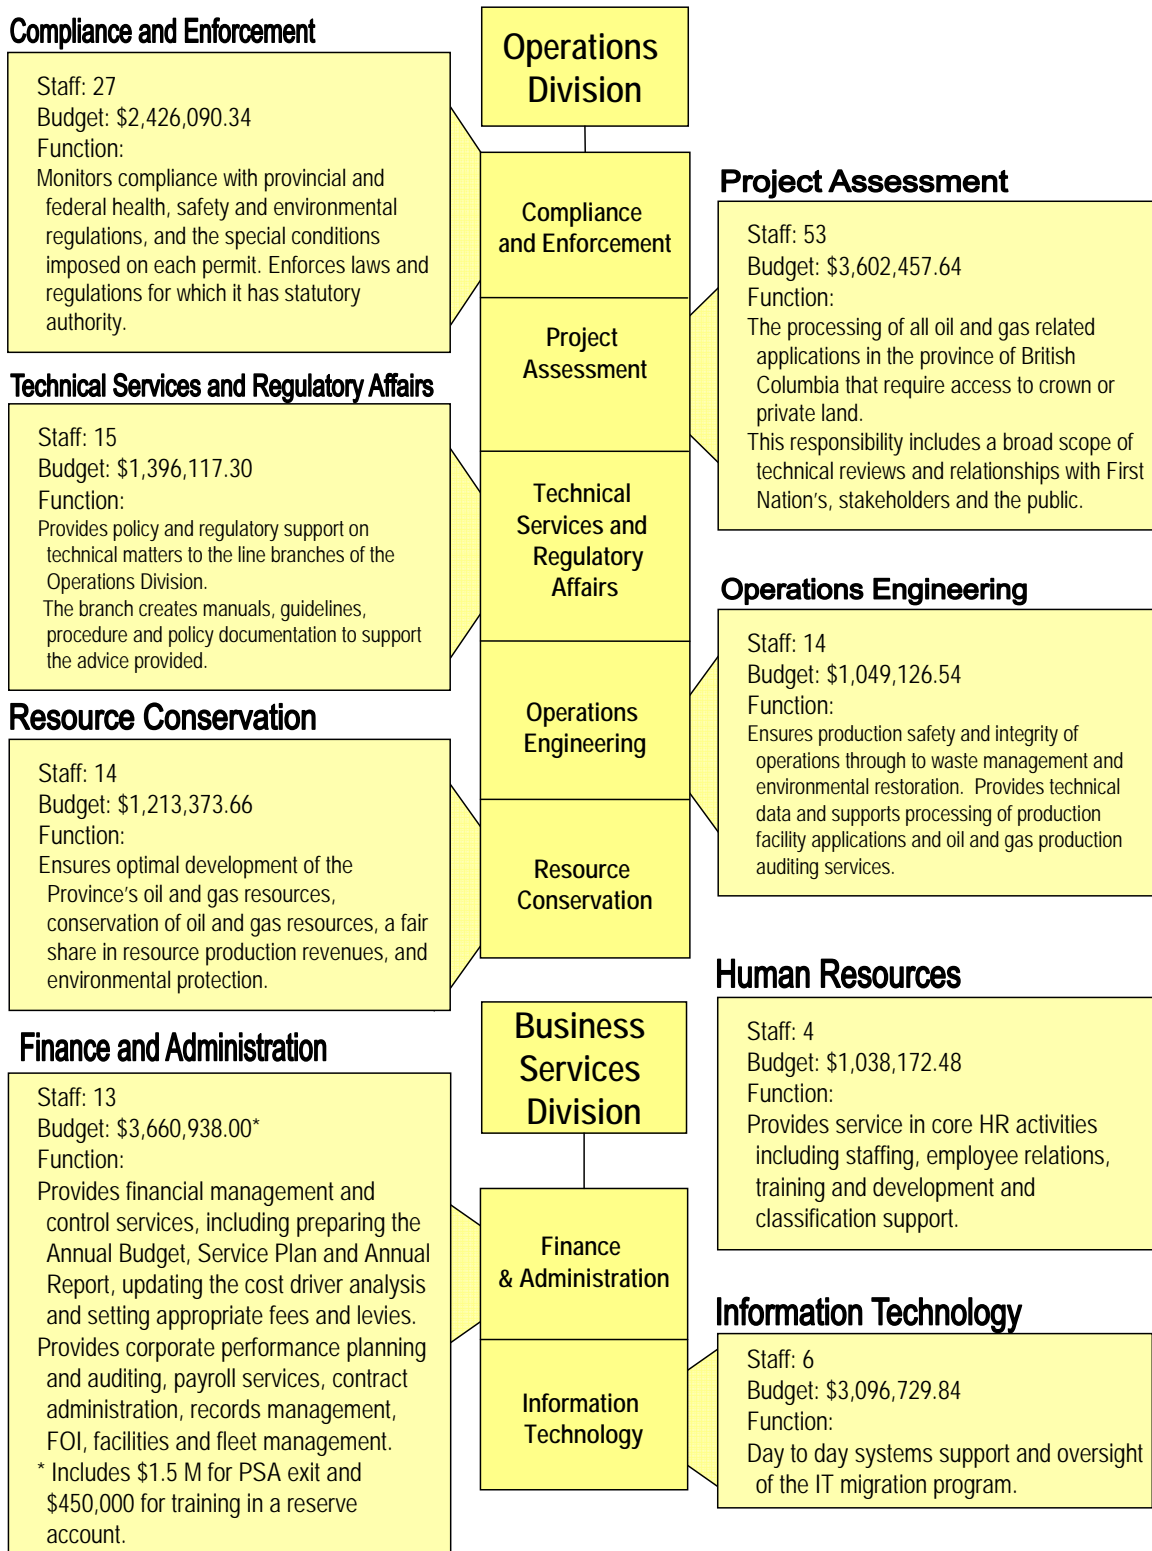 Compliance and Enforcement
Staff: 27
Budget: $2,426,090.34
Function:
Monitors compliance with provincial and
federal health, safety and environmental
regulations, and the special conditions
imposed on each permit. Enforces laws and
regulations for which it has statutory
authority.
Technical Services and Regulatory Affairs
Staff: 15
Budget: $1,396,117.30
Function:
Provides policy and regulatory support on
technical matters to the line branches of the
Operations Division.
The branch creates manuals, guidelines,
procedure and policy documentation to support
the advice provided.
Resource Conservation
Staff: 14
Budget: $1,213,373.66
Function:
Ensures optimal development of the
Province's oil and gas resources,
conservation of oil and gas resources, a fair
share in resource production revenues, and
environmental protection.
Operations
Division
Compliance
and Enforcement
Project
Assessment
Technical
Services and
Regulatory
Affairs
Operations
Engineering
Resource
Conservation
Project Assessment
Staff: 53
Budget: $3,602,457.64
Function:
The processing of all oil and gas related
applications in the province of British
Columbia that require access to crown or
private land.
This responsibility includes a broad scope of
technical reviews and relationships with First
Nation's, stakeholders and the public.
Operations Engineering
Staff: 14
Budget: $1,049,126.54
Function:
Ensures production safety and integrity of
operations through to waste management and
environmental restoration. Provides technical
data and supports processing of production
facility applications and oil and gas production
auditing services.
Finance and Administration
Staff: 13
Budget: $3,660,938.00*
Function:
Provides financial management and
control services, including preparing the
Annual Budget, Service Plan and Annual
Report, updating the cost driver analysis
and setting appropriate fees and levies.
Provides corporate performance planning
and auditing, payroll services, contract
administration, records management,
FOI, facilities and fleet management.
* Includes $1.5 M for PSA exit and
$450,000 for training in a reserve
account.
Business
Services
Division
Finance
& Administration
Information
Technology
Human Resources
Staff: 4
Budget: $1,038,172.48
Function:
Provides service in core HR activities
including staffing, employee relations,
training and development and
classification support.
Information Technology
Staff: 6
Budget: $3,096,729.84
Function:
Day to day systems support and oversight
of the IT migration program.